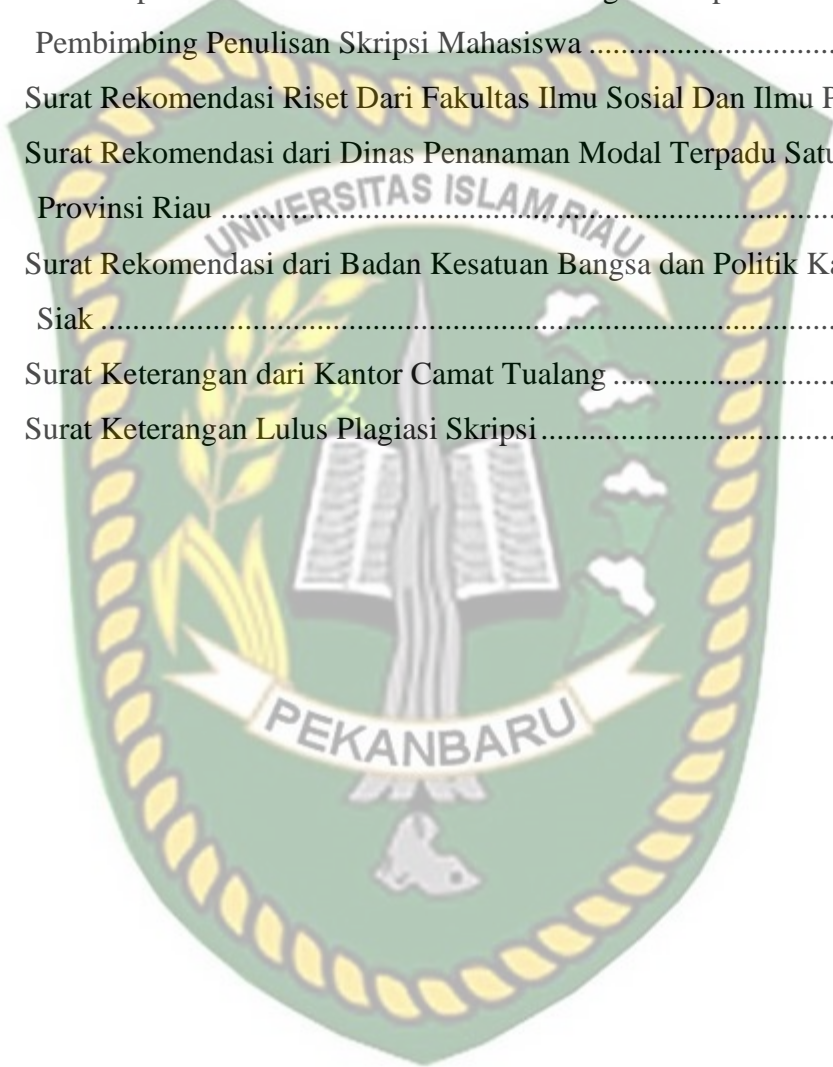 Pembimbing Penulisan Skripsi Mahasiswa ........................
Surat Rekomendasi Riset Dari Fakultas Ilmu Sosial Dan Ilmu
Surat Rekomendasi dari Dinas Penanaman Modal Terpadu Satu
Provinsi Riau ........................
Surat Rekomendasi dari Badan Kesatuan Bangsa dan Politik
Siak ........................
Surat Keterangan dari Kantor Camat Tualang ........................
Surat Keterangan Lulus Plagiasi Skripsi ........................
UNIVERSITAS ISLAM RIAU
PEKANBARU